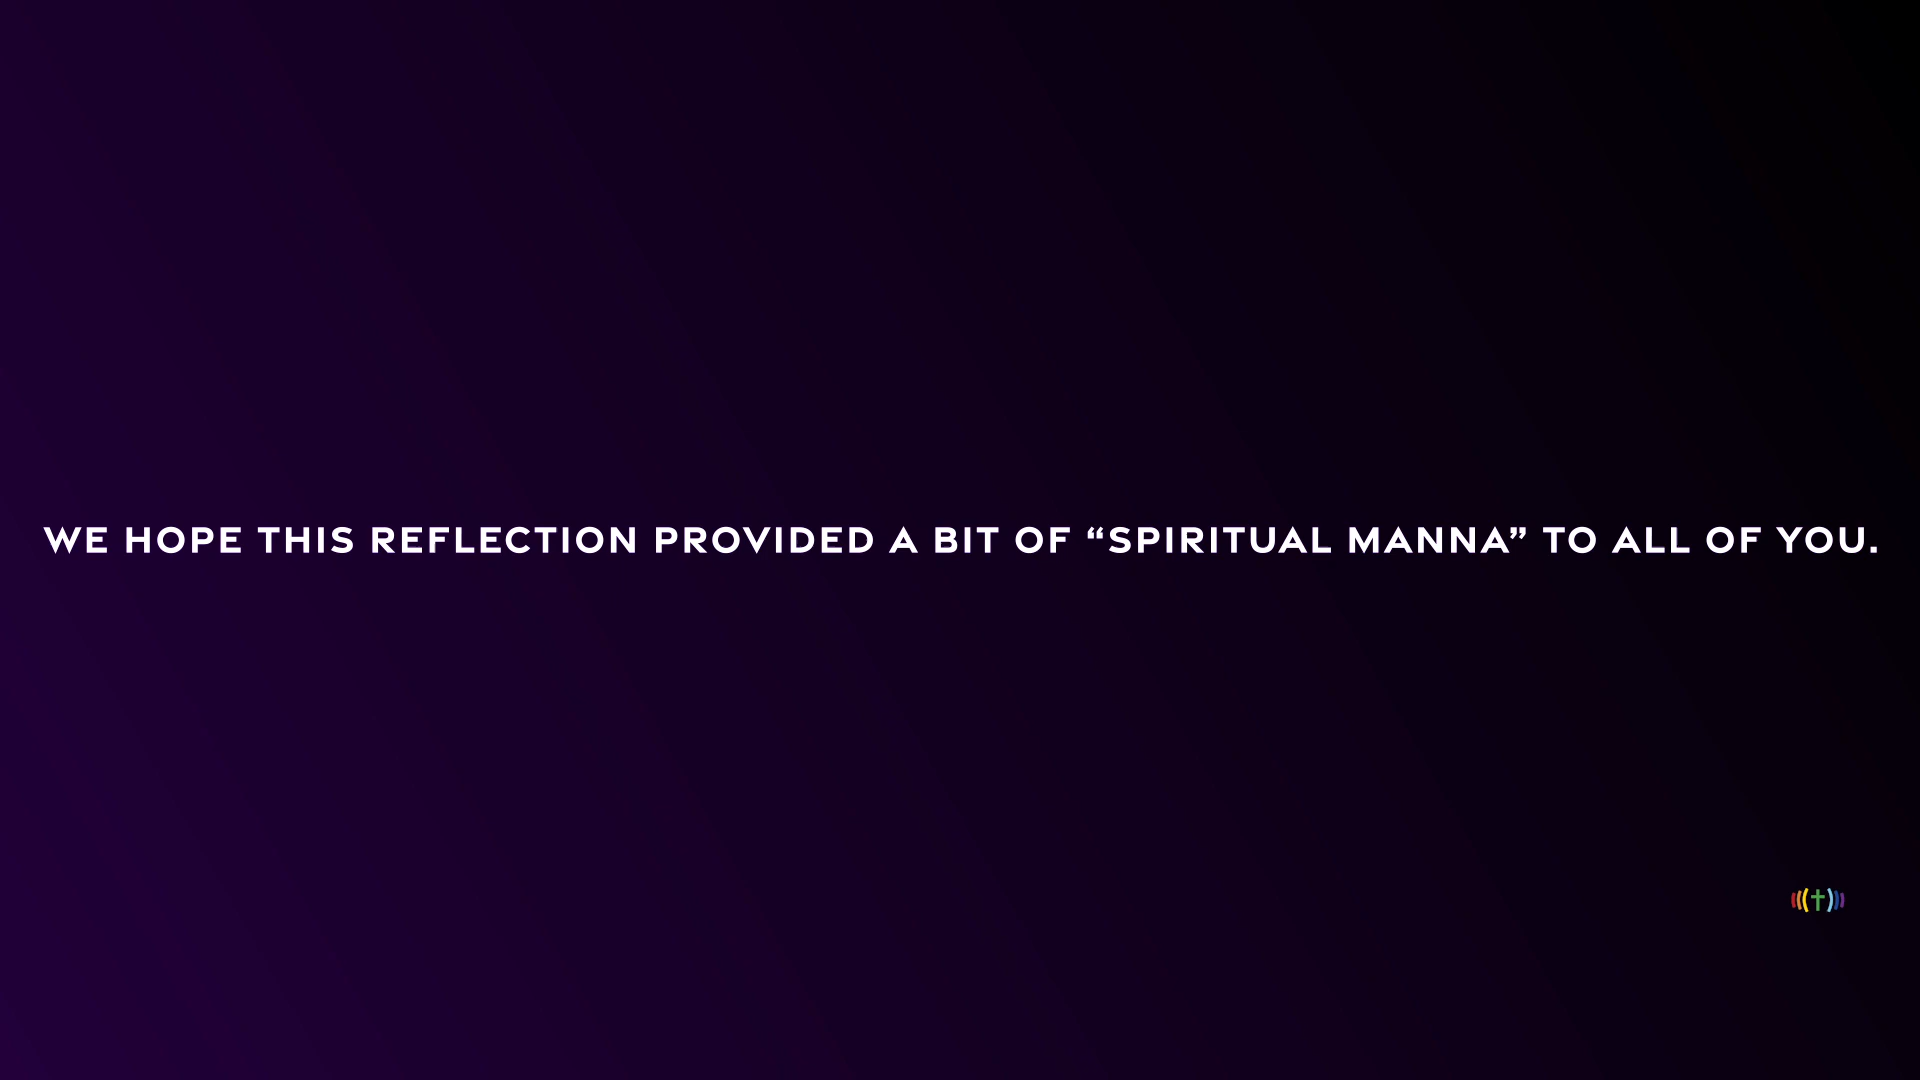 WE HOPE THIS REFLECTION PROVIDED A BIT OF “SPIRITUAL MANNA” TO ALL OF YOU.